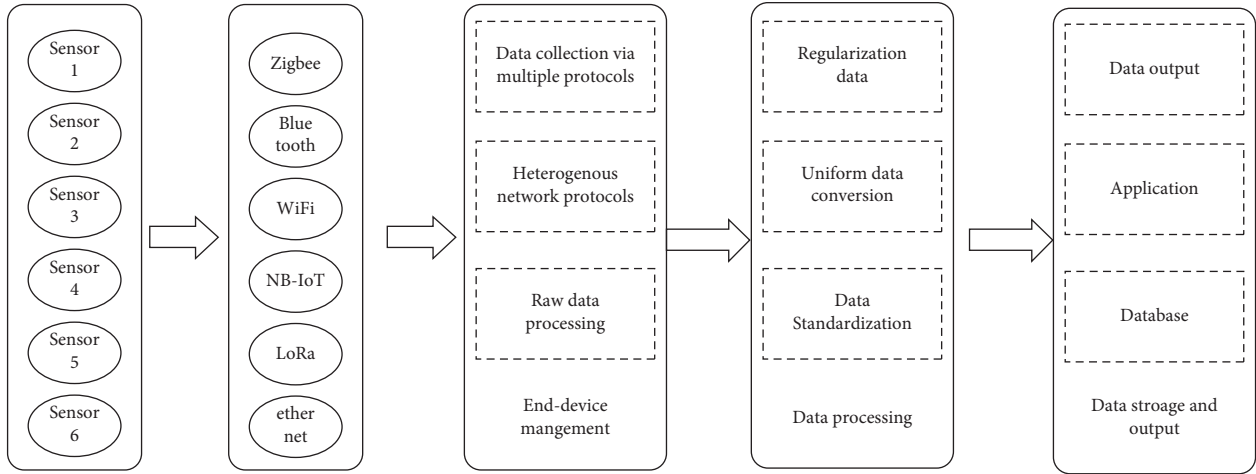 Sensor
1
Sensor
2
Sensor
3
Sensor
4
Sensor
5
Sensor
6
Zigbee
Blue
tooth
WiFi
NB-IoT
LoRa
ether
net
Data collection via
multiple protocols
Heterogenous
network protocols
Raw data
processing
End-device
mangement
Regularization
data
Uniform data
conversion
Data
Standardization
Data processing
Data output
Application
Database
Data stroage and
output